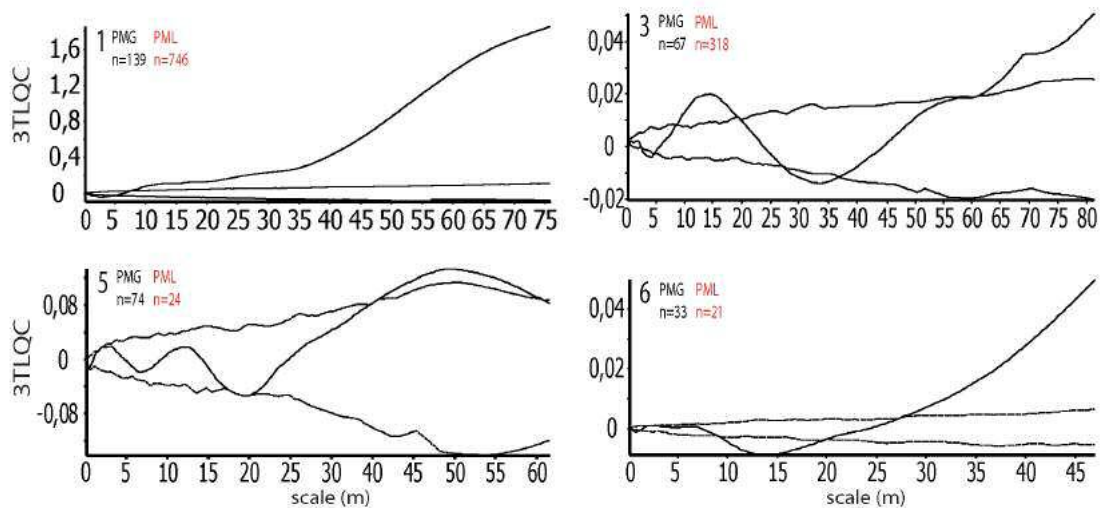 1 PMG PML
n=139 n=746
3TLQC
1,6
1,2
0,8
0,4
0
0 5 10 15 20 25 30 35 40 45 50 55 60 65 70 75
3 PMG PML
n=67 n=318
0,04
0,02
0
-0,02
0 5 10 15 20 25 30 35 40 45 50 55 60 65 70 75 80
5 PMG PML
n=74 n=24
3TLQC
0,08
0
-0,08
0 5 10 15 20 25 30 35 40 45 50 55 60
scale (m)
6 PMG PML
n=33 n=21
0,04
0,02
0
0 5 10 15 20 25 30 35 40 45
scale (m)